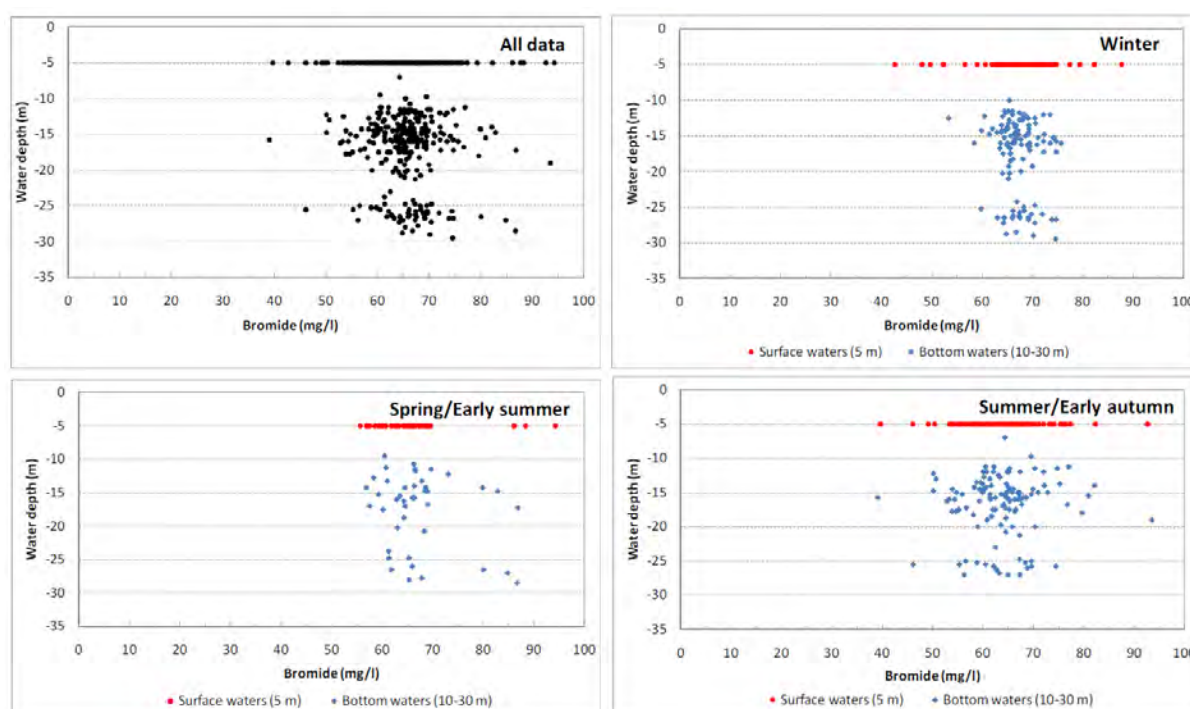 All data
Water depth (m)
0
-5
-10
-15
-20
-25
-30
-35
0 10 20 30 40 50 60 70 80 90 100
Bromide (mg/l)
Winter
Water depth (m)
0
-5
-10
-15
-20
-25
-30
-35
0 10 20 30 40 50 60 70 80 90 100
Bromide (mg/l)
Surface waters (5 m) Bottom waters (10-30 m)
Spring/Early summer
Water depth (m)
0
-5
-10
-15
-20
-25
-30
-35
0 10 20 30 40 50 60 70 80 90 100
Bromide (mg/l)
Surface waters (5 m) Bottom waters (10-30 m)
Summer/Early autumn
Water depth (m)
0
-5
-10
-15
-20
-25
-30
-35
0 10 20 30 40 50 60 70 80 90 100
Bromide (mg/l)
Surface waters (5 m) Bottom waters (10-30 m)